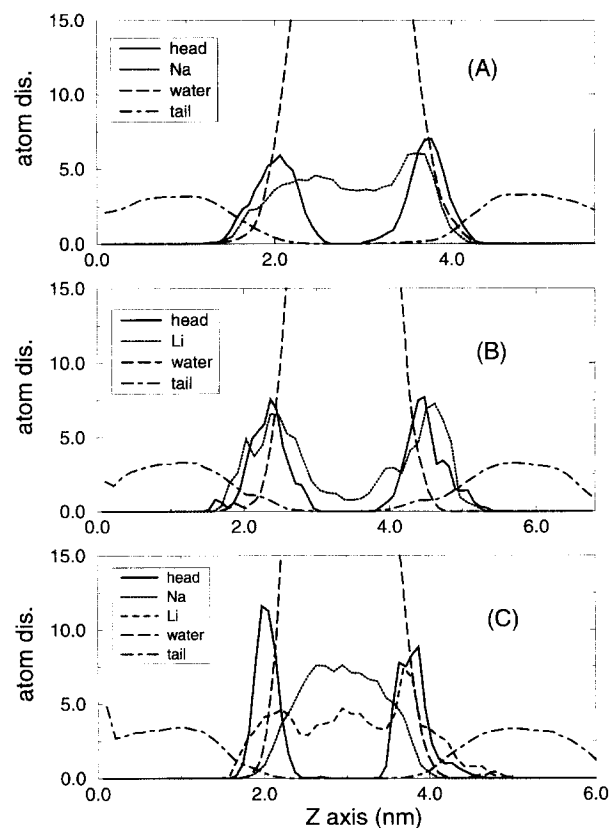 15.0
10.0
5.0
0.0
atom dis.
head
Na
water
tail
(A)
0.0 2.0 4.0
15.0
10.0
5.0
0.0
atom dis.
head
Li
water
tail
(B)
0.0 2.0 4.0 6.0
15.0
10.0
5.0
0.0
atom dis.
head
Na
Li
water
tail
(C)
0.0 2.0 4.0 6.0
Z axis (nm)